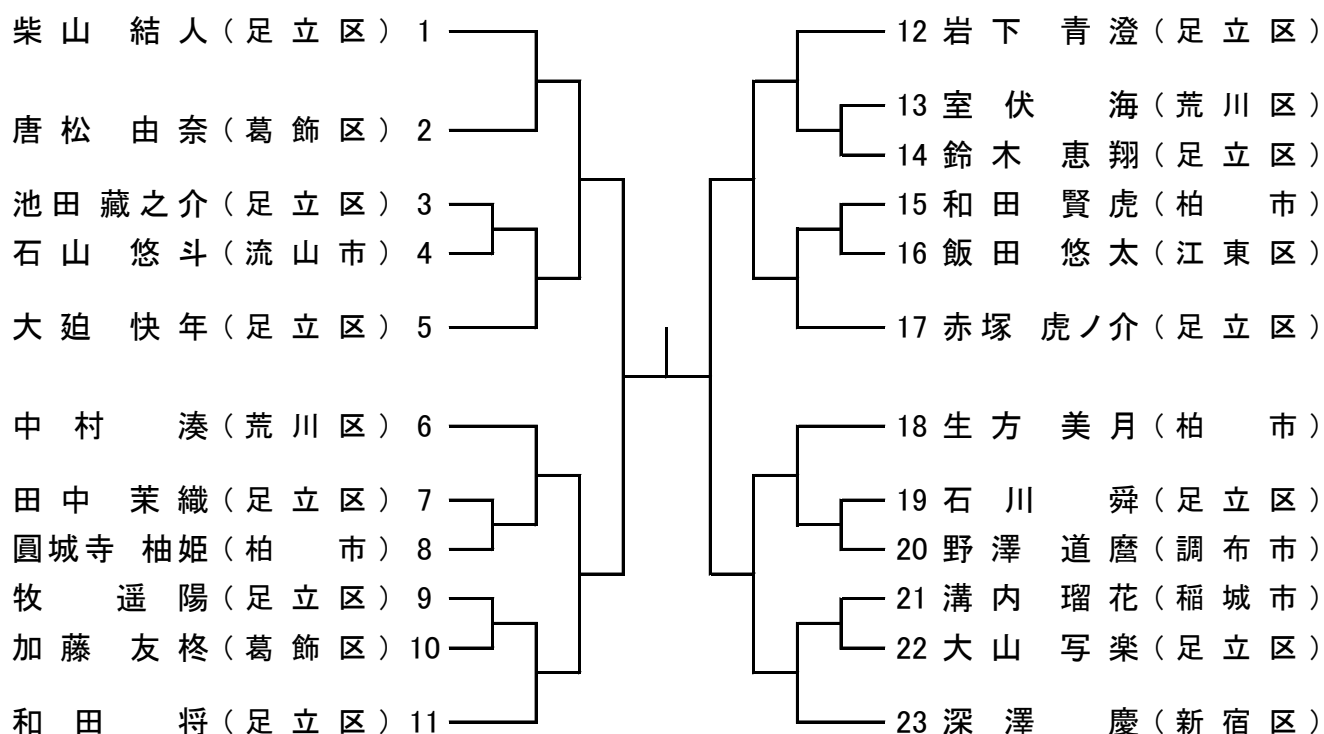 柴山 結人(足立区) 1
唐松 由奈(葛飾区) 2
池田 藏之介(足立区) 3
石山 悠斗(流山市) 4
大廹 快年(足立区) 5
中村 湊(荒川区) 6
田中 茉織(足立区) 7
圓城寺 柚姫(柏市) 8
牧 遥陽(足立区) 9
加藤 友柊(葛飾区) 10
和田 将(足立区) 11
12 岩下 青澄(足立区)
13 室伏 海(荒川区)
14 鈴木 恵翔(足立区)
15 和田 賢虎(柏市)
16 飯田 悠太(江東区)
17 赤塚 虎ノ介(足立区)
18 生方 美月(柏市)
19 石川 舜(足立区)
20 野澤 道麿(調布市)
21 溝内 瑠花(稲城市)
22 大山 写楽(足立区)
23 深澤 慶(新宿区)